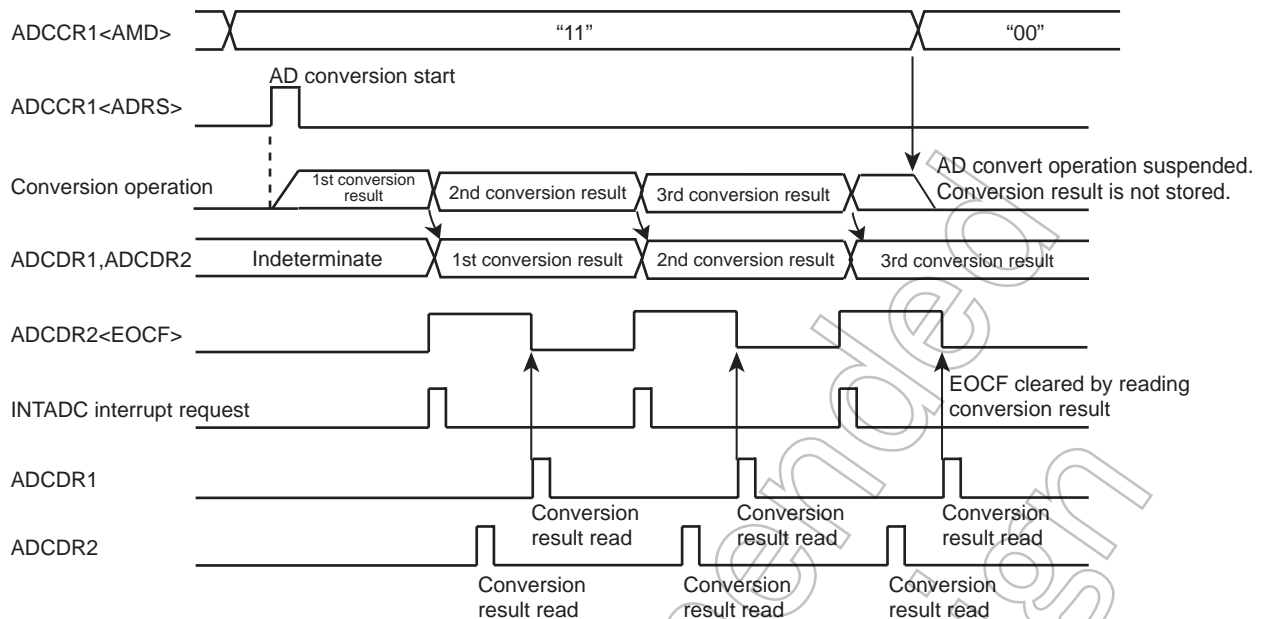 ADCCR1<AMD>
“11”
“00”
AD conversion start
ADCCR1<ADRS>
Conversion operation
1st conversion
result
2nd conversion result
3rd conversion result
AD convert operation suspended.
Conversion result is not stored.
ADCDR1,ADCDR2
Indeterminate
1st conversion result
2nd conversion result
3rd conversion result
ADCDR2<EOCF>
EOCF cleared by reading
conversion result
INTADC interrupt request
ADCDR1
Conversion
result read
Conversion
result read
Conversion
result read
ADCDR2
Conversion
result read
Conversion
result read
Conversion
result read